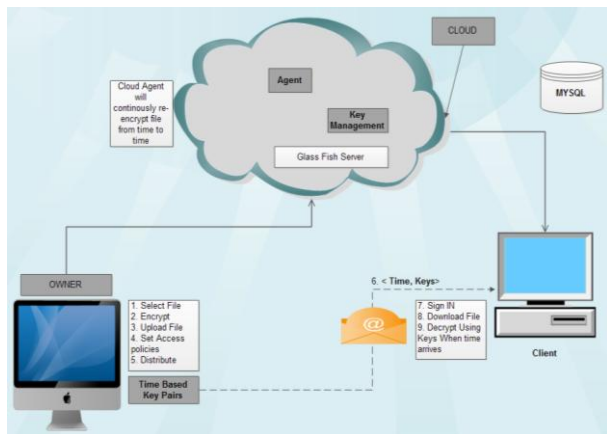 CLOUD
Agent
Cloud Agent
will
continously re-
encrypt file
from time to
time
MYSQL
Key
Management
Glass Fish Server
OWNER
6. < Time, Keys>
1. Select File
2. Encrypt
3. Upload File
4. Set Access
policies
5. Distribute
@
7. Sign IN
8. Download File
9. Decrypt Using
Keys When time
arrives
Client
Time Based
Key Pairs